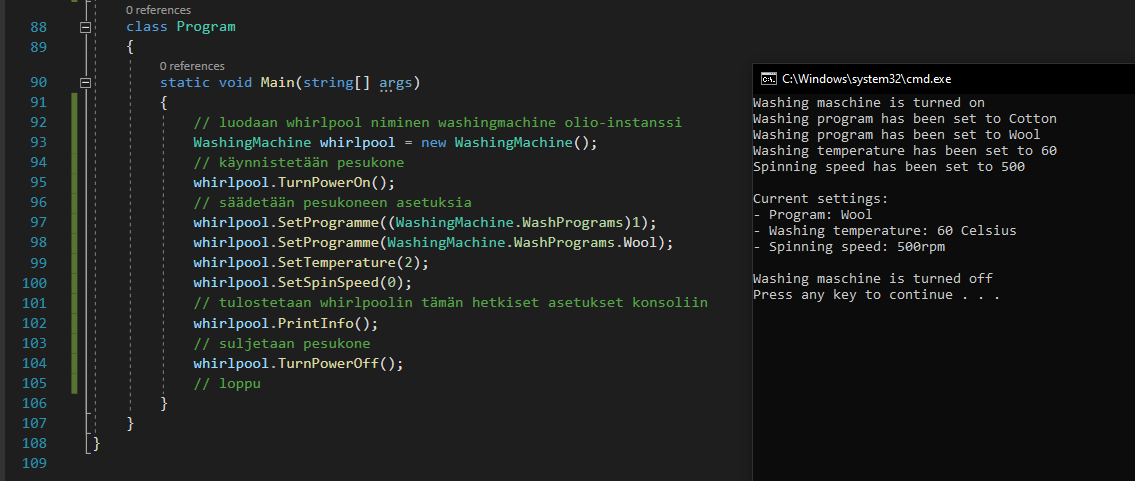 0 references
88 class Program
89 {
0 references
90 static void Main(string[] args)
91 {
92 // luodaan whirlpool niminen washingmachine olio-instanssi
93 WashingMachine whirlpool = new WashingMachine();
94 // käynnistetään pesukone
95 whirlpool.TurnPowerOn();
96 // säädetään pesukoneen asetuksia
97 whirlpool.SetProgramme((WashingMachine.WashPrograms)1);
98 whirlpool.SetProgramme(WashingMachine.WashPrograms.Wool);
99 whirlpool.SetTemperature(2);
100 whirlpool.SetSpinSpeed(0);
101 // tulostetaan whirlpoolin tämän hetkiset asetukset konsoliin
102 whirlpool.PrintInfo();
103 // suljetaan pesukone
104 whirlpool.TurnPowerOff();
105 // loppu
106 }
107 }
108 }
109
C:\Windows\system32\cmd.exe
Washing maschine is turned on
Washing program has been set to Cotton
Washing program has been set to Wool
Washing temperature has been set to 60
Spinning speed has been set to 500
Current settings:
- Program: Wool
- Washing temperature: 60 Celsius
- Spinning speed: 500rpm
Washing maschine is turned off
Press any key to continue . . .